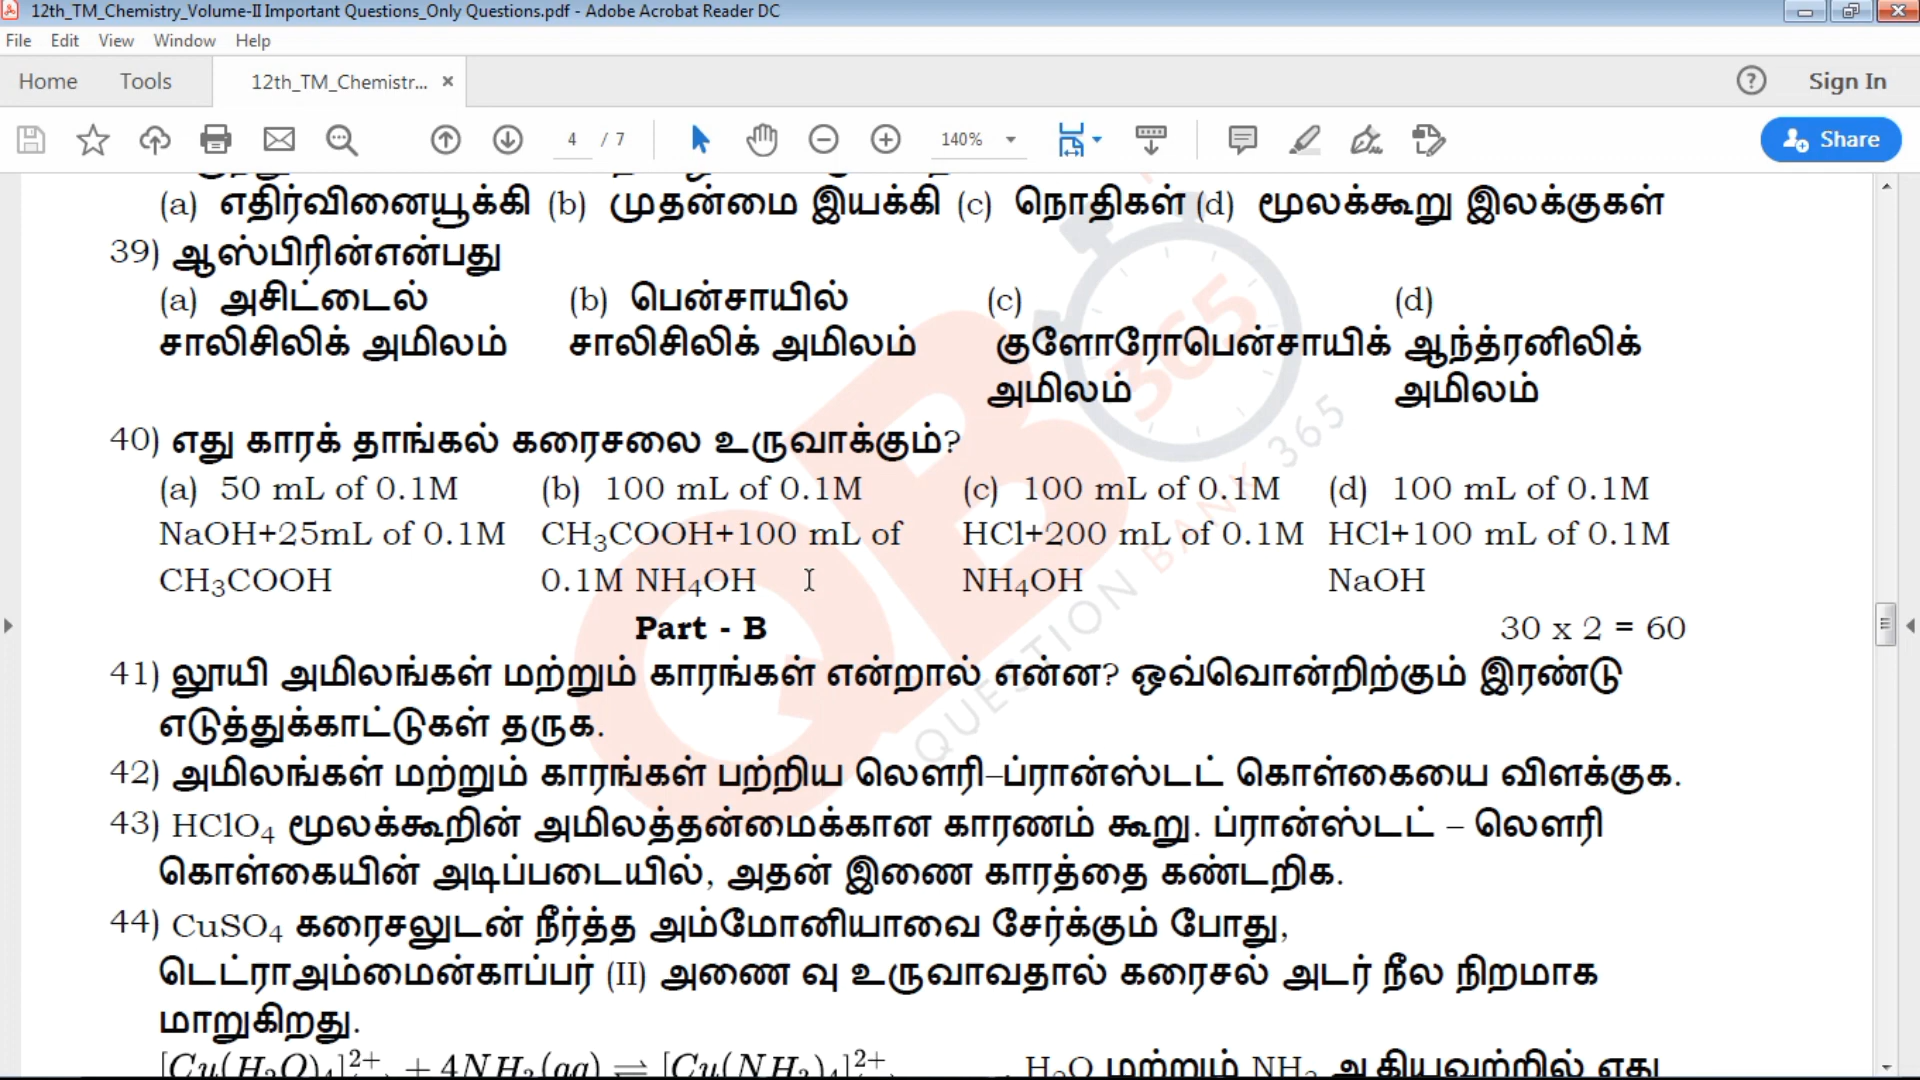 12th_TM_Chemistry_Volume-II Important Questions_Only Questions.pdf - Adobe Acrobat Reader DC
File Edit View Window Help
Home Tools 12th_TM_Chemistr... × ? Sign In
4 / 7 140% Share
(a) எதிர்வினையூக்கி (b) முதன்மை இயக்கி (c) நொதிகள் (d) மூலக்கூறு இலக்குகள்
39) ஆஸ்பிரின்என்பது
(a) அசிட்டைல் (b) பென்சாயில் (c) (d)
சாலிசிலிக் அமிலம் சாலிசிலிக் அமிலம் குளோரோபென்சாயிக் ஆந்த்ரனிலிக்
அமிலம் அமிலம்
40) எது காரக் தாங்கல் கரைசலை உருவாக்கும்?
(a) 50 mL of 0.1M (b) 100 mL of 0.1M (c) 100 mL of 0.1M (d) 100 mL of 0.1M
NaOH+25mL of 0.1M CH3COOH+100 mL of HCl+200 mL of 0.1M HCl+100 mL of 0.1M
CH3COOH 0.1M NH4OH NH4OH NaOH
Part - B 30 x 2 = 60
41) லூயி அமிலங்கள் மற்றும் காரங்கள் என்றால் என்ன? ஒவ்வொன்றிற்கும் இரண்டு
எடுத்துக்காட்டுகள் தருக.
42) அமிலங்கள் மற்றும் காரங்கள் பற்றிய லௌரி–ப்ரான்ஸ்டட் கொள்கையை விளக்குக.
43) HClO4 மூலக்கூறின் அமிலத்தன்மைக்கான காரணம் கூறு. ப்ரான்ஸ்டட் – லௌரி
கொள்கையின் அடிப்படையில், அதன் இணை காரத்தை கண்டறிக.
44) CuSO4 கரைசலுடன் நீர்த்த அம்மோனியாவை சேர்க்கும் போது,
டெட்ராஅம்மைன்காப்பர் (II) அணை வு உருவாவதால் கரைசல் அடர் நீல நிறமாக
மாறுகிறது.
[Cu(H2O)4]2+ + 4NH3(aq) ⇌ [Cu(NH3)4]2+ H2O மற்றும் NH3 ஆகியவற்றில் எது
QB365
QUESTION BANK 365